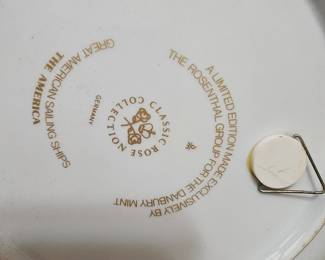 GREAT AMERICAN SAILING SHIPS
THE AMERICA
CLASSIC ROSE
COLLECTION
GERMANY
A LIMITED EDITION MADE EXCLUSIVELY BY
THE ROSENTHAL GROUP FOR THE DANBURY MINT